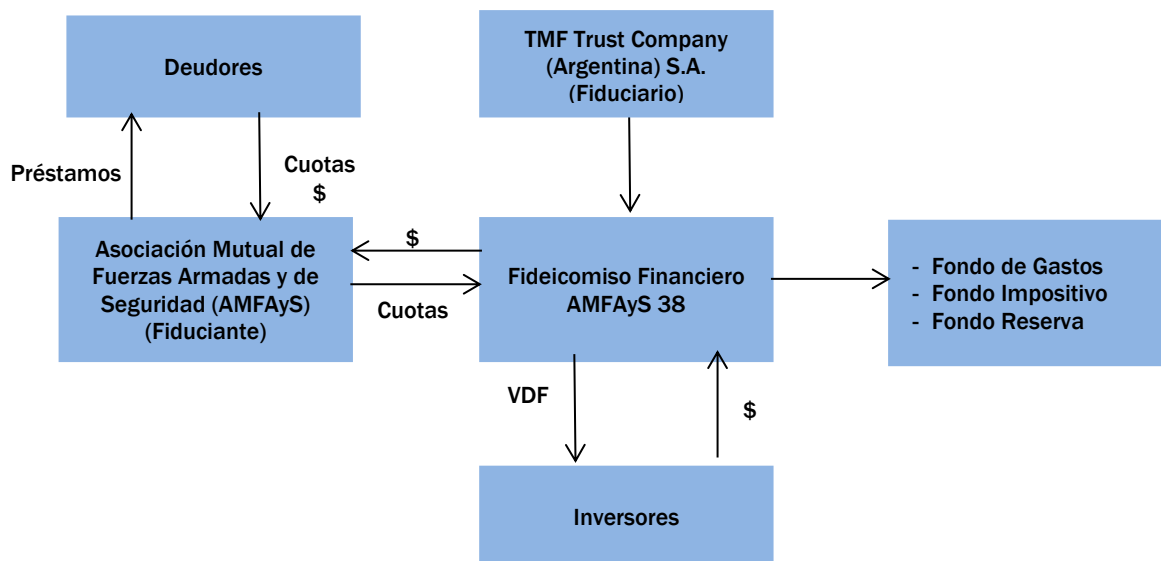 Deudores
TMF Trust Company
(Argentina) S.A.
(Fiduciario)
Préstamos
Cuotas
$
Asociación Mutual de
Fuerzas Armadas y de
Seguridad (AMFAyS)
(Fiduciante)
$
Cuotas
Fideicomiso Financiero
AMFAyS 38
- Fondo de Gastos
- Fondo Impositivo
- Fondo Reserva
VDF
$
Inversores